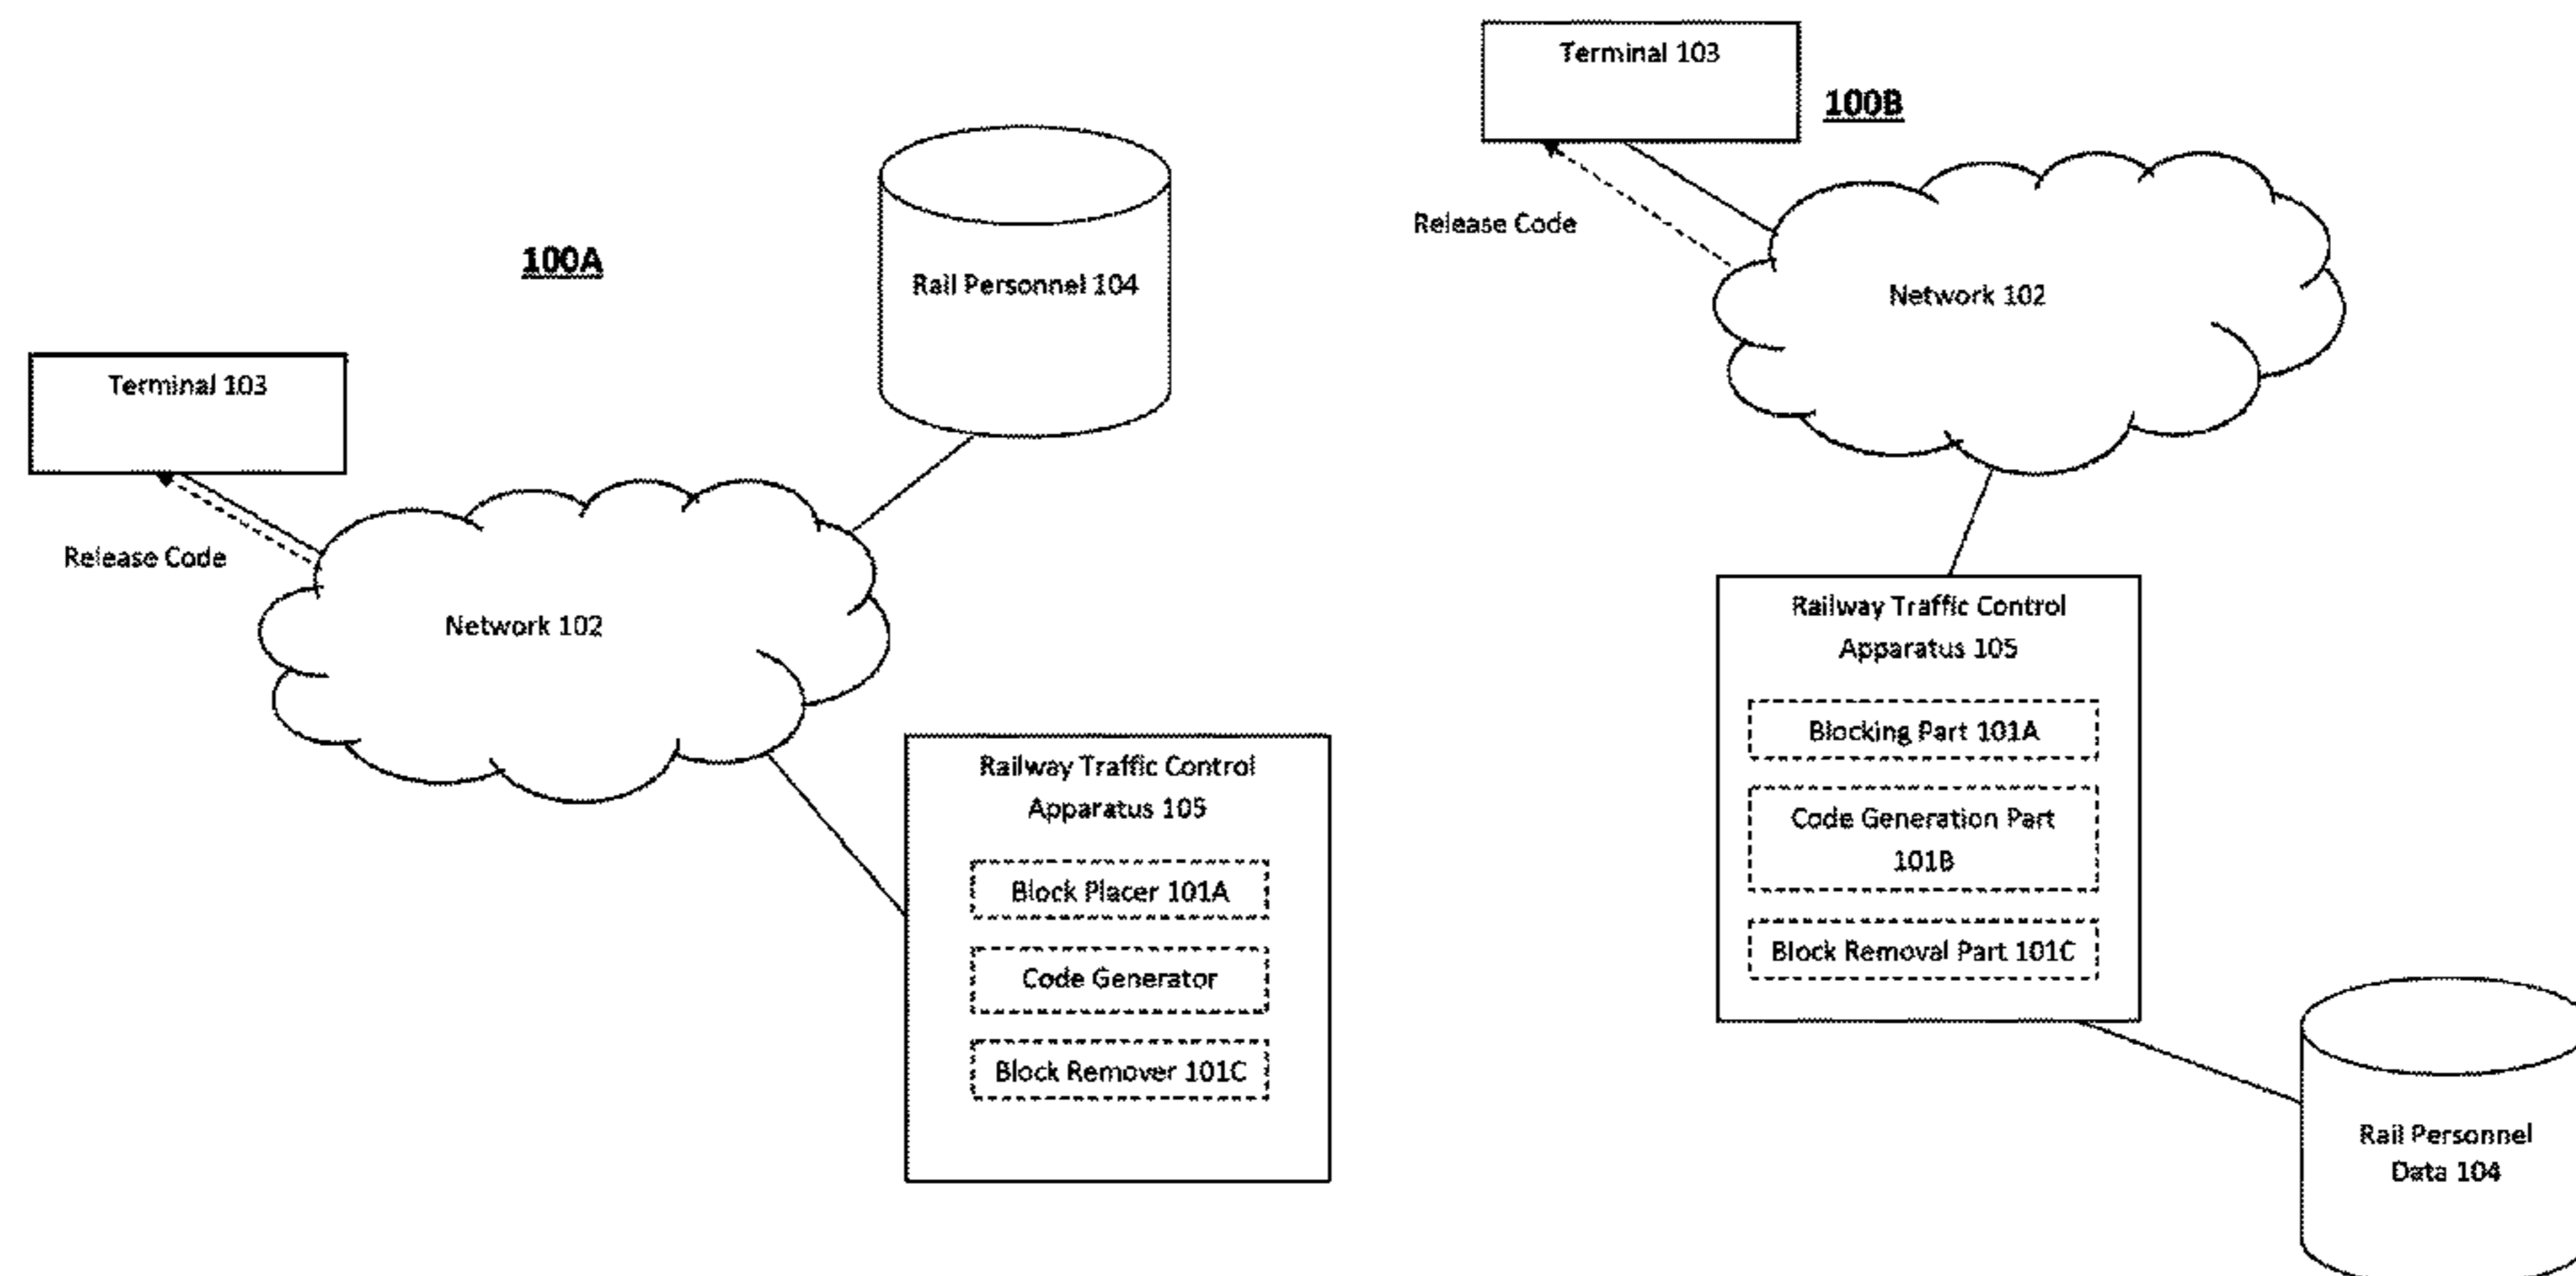 100A
Rail Personnel 104
Terminal 103
Release Code
Network 102
Railway Traffic Control
Apparatus 105
Block Placer 101A
Code Generator
Block Remover 101C
Terminal 103
100B
Release Code
Network 102
Railway Traffic Control
Apparatus 105
Blocking Part 101A
Code Generation Part
101B
Block Removal Part 101C
Rail Personnel
Data 104